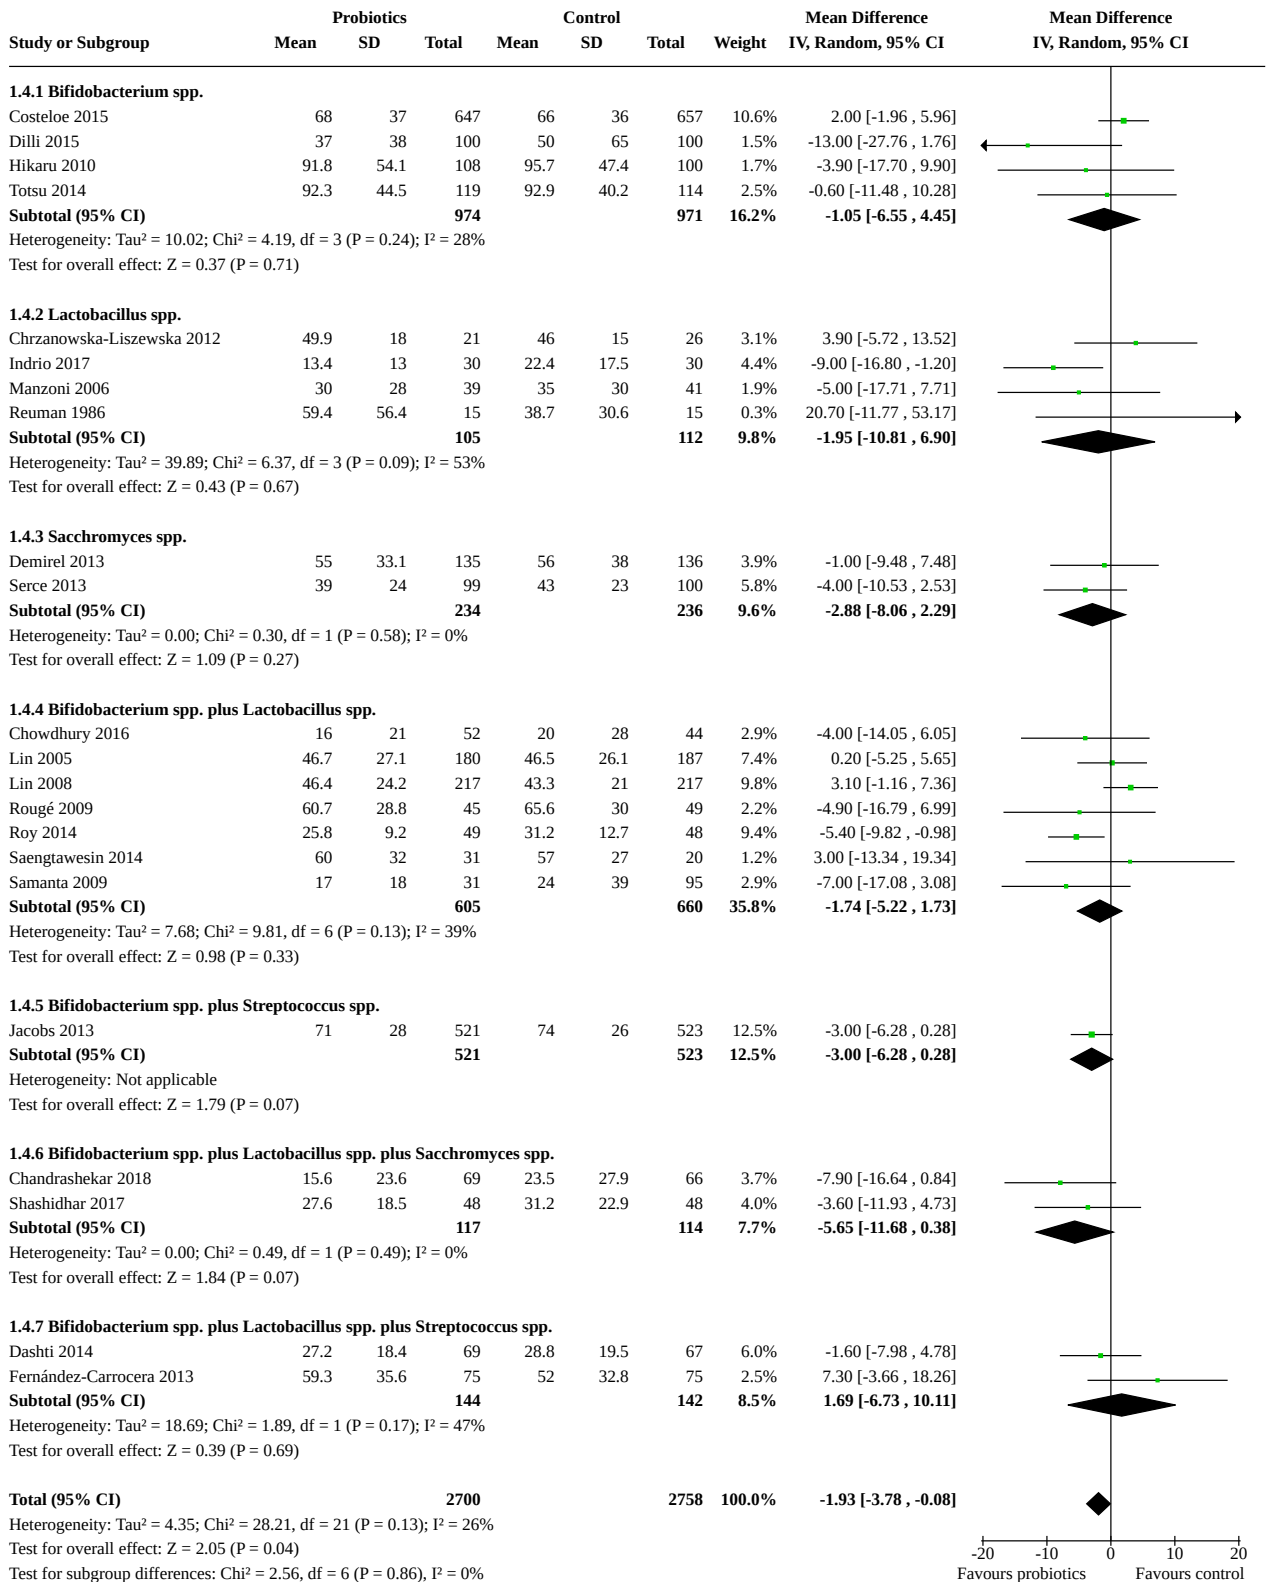 Probiotics Control Mean Difference Mean Difference
Study or Subgroup Mean SD Total Mean SD Total Weight IV, Random, 95% CI IV, Random, 95% CI
1.4.1 Bifidobacterium spp.
Costeloe 2015 68 37 647 66 36 657 10.6% 2.00 [-1.96 , 5.96]
Dilli 2015 37 38 100 50 65 100 1.5% -13.00 [-27.76 , 1.76]
Hikaru 2010 91.8 54.1 108 95.7 47.4 100 1.7% -3.90 [-17.70 , 9.90]
Totsu 2014 92.3 44.5 119 92.9 40.2 114 2.5% -0.60 [-11.48 , 10.28]
Subtotal (95% CI) 974 971 16.2% -1.05 [-6.55 , 4.45]
Heterogeneity: Tau² = 10.02; Chi² = 4.19, df = 3 (P = 0.24); I² = 28%
Test for overall effect: Z = 0.37 (P = 0.71)
1.4.2 Lactobacillus spp.
Chrzanowska-Liszewska 2012 49.9 18 21 46 15 26 3.1% 3.90 [-5.72 , 13.52]
Indrio 2017 13.4 13 30 22.4 17.5 30 4.4% -9.00 [-16.80 , -1.20]
Manzoni 2006 30 28 39 35 30 41 1.9% -5.00 [-17.71 , 7.71]
Reuman 1986 59.4 56.4 15 38.7 30.6 15 0.3% 20.70 [-11.77 , 53.17]
Subtotal (95% CI) 105 112 9.8% -1.95 [-10.81 , 6.90]
Heterogeneity: Tau² = 39.89; Chi² = 6.37, df = 3 (P = 0.09); I² = 53%
Test for overall effect: Z = 0.43 (P = 0.67)
1.4.3 Sacchromyces spp.
Demirel 2013 55 33.1 135 56 38 136 3.9% -1.00 [-9.48 , 7.48]
Serce 2013 39 24 99 43 23 100 5.8% -4.00 [-10.53 , 2.53]
Subtotal (95% CI) 234 236 9.6% -2.88 [-8.06 , 2.29]
Heterogeneity: Tau² = 0.00; Chi² = 0.30, df = 1 (P = 0.58); I² = 0%
Test for overall effect: Z = 1.09 (P = 0.27)
1.4.4 Bifidobacterium spp. plus Lactobacillus spp.
Chowdhury 2016 16 21 52 20 28 44 2.9% -4.00 [-14.05 , 6.05]
Lin 2005 46.7 27.1 180 46.5 26.1 187 7.4% 0.20 [-5.25 , 5.65]
Lin 2008 46.4 24.2 217 43.3 21 217 9.8% 3.10 [-1.16 , 7.36]
Rougé 2009 60.7 28.8 45 65.6 30 49 2.2% -4.90 [-16.79 , 6.99]
Roy 2014 25.8 9.2 49 31.2 12.7 48 9.4% -5.40 [-9.82 , -0.98]
Saengtawesin 2014 60 32 31 57 27 20 1.2% 3.00 [-13.34 , 19.34]
Samanta 2009 17 18 31 24 39 95 2.9% -7.00 [-17.08 , 3.08]
Subtotal (95% CI) 605 660 35.8% -1.74 [-5.22 , 1.73]
Heterogeneity: Tau² = 7.68; Chi² = 9.81, df = 6 (P = 0.13); I² = 39%
Test for overall effect: Z = 0.98 (P = 0.33)
1.4.5 Bifidobacterium spp. plus Streptococcus spp.
Jacobs 2013 71 28 521 74 26 523 12.5% -3.00 [-6.28 , 0.28]
Subtotal (95% CI) 521 523 12.5% -3.00 [-6.28 , 0.28]
Heterogeneity: Not applicable
Test for overall effect: Z = 1.79 (P = 0.07)
1.4.6 Bifidobacterium spp. plus Lactobacillus spp. plus Sacchromyces spp.
Chandrashekar 2018 15.6 23.6 69 23.5 27.9 66 3.7% -7.90 [-16.64 , 0.84]
Shashidhar 2017 27.6 18.5 48 31.2 22.9 48 4.0% -3.60 [-11.93 , 4.73]
Subtotal (95% CI) 117 114 7.7% -5.65 [-11.68 , 0.38]
Heterogeneity: Tau² = 0.00; Chi² = 0.49, df = 1 (P = 0.49); I² = 0%
Test for overall effect: Z = 1.84 (P = 0.07)
1.4.7 Bifidobacterium spp. plus Lactobacillus spp. plus Streptococcus spp.
Dashti 2014 27.2 18.4 69 28.8 19.5 67 6.0% -1.60 [-7.98 , 4.78]
Fernández-Carrocera 2013 59.3 35.6 75 52 32.8 75 2.5% 7.30 [-3.66 , 18.26]
Subtotal (95% CI) 144 142 8.5% 1.69 [-6.73 , 10.11]
Heterogeneity: Tau² = 18.69; Chi² = 1.89, df = 1 (P = 0.17); I² = 47%
Test for overall effect: Z = 0.39 (P = 0.69)
Total (95% CI) 2700 2758 100.0% -1.93 [-3.78 , -0.08]
Heterogeneity: Tau² = 4.35; Chi² = 28.21, df = 21 (P = 0.13); I² = 26%
Test for overall effect: Z = 2.05 (P = 0.04)
-20 -10 0 10 20
Test for subgroup differences: Chi² = 2.56, df = 6 (P = 0.86), I² = 0%
Favours probiotics Favours control